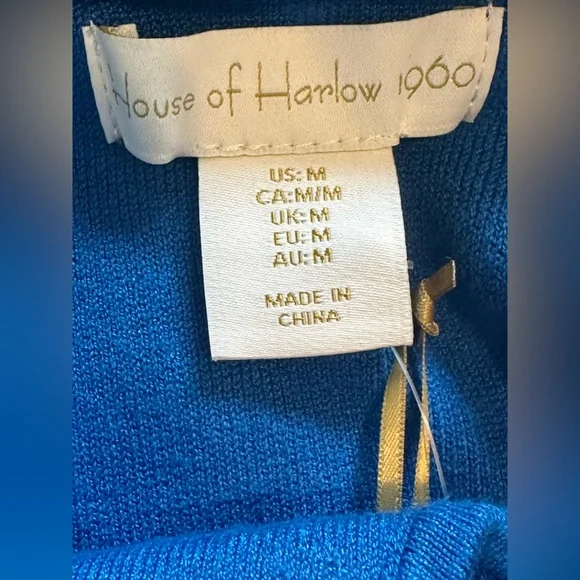 House of Harlow 1960
US: M
CA:M/M
UK: M
EU: M
AU: M
MADE IN
CHINA